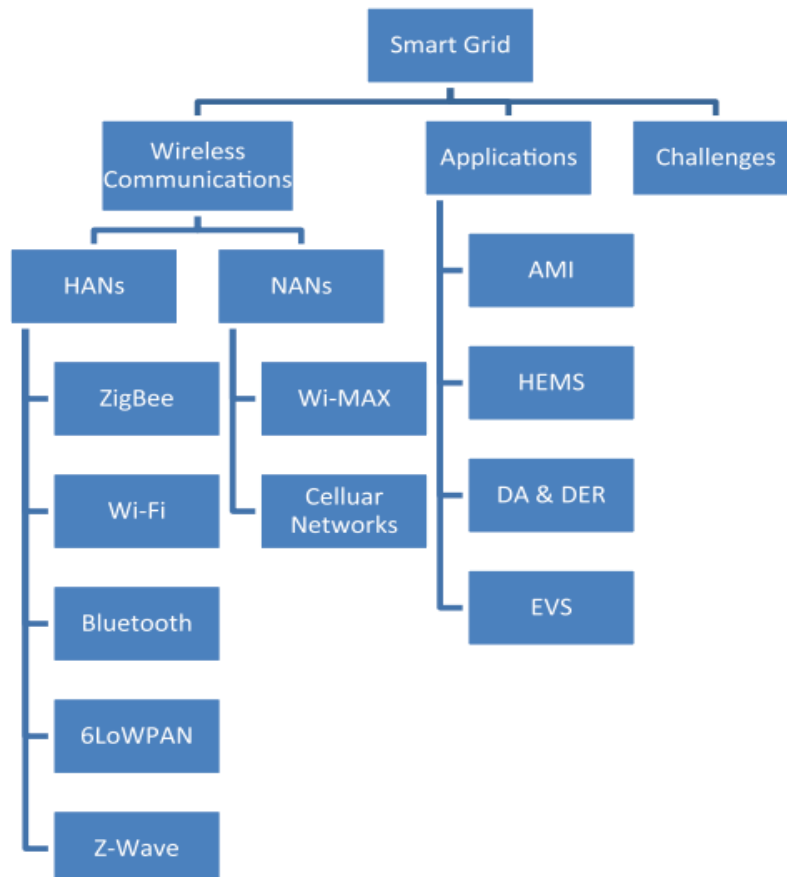 Smart Grid
Wireless
Communications
Applications
Challenges
HANs
NANs
AMI
ZigBee
Wi-MAX
HEMS
Wi-Fi
Celluar
Networks
DA & DER
Bluetooth
EVS
6LoWPAN
Z-Wave